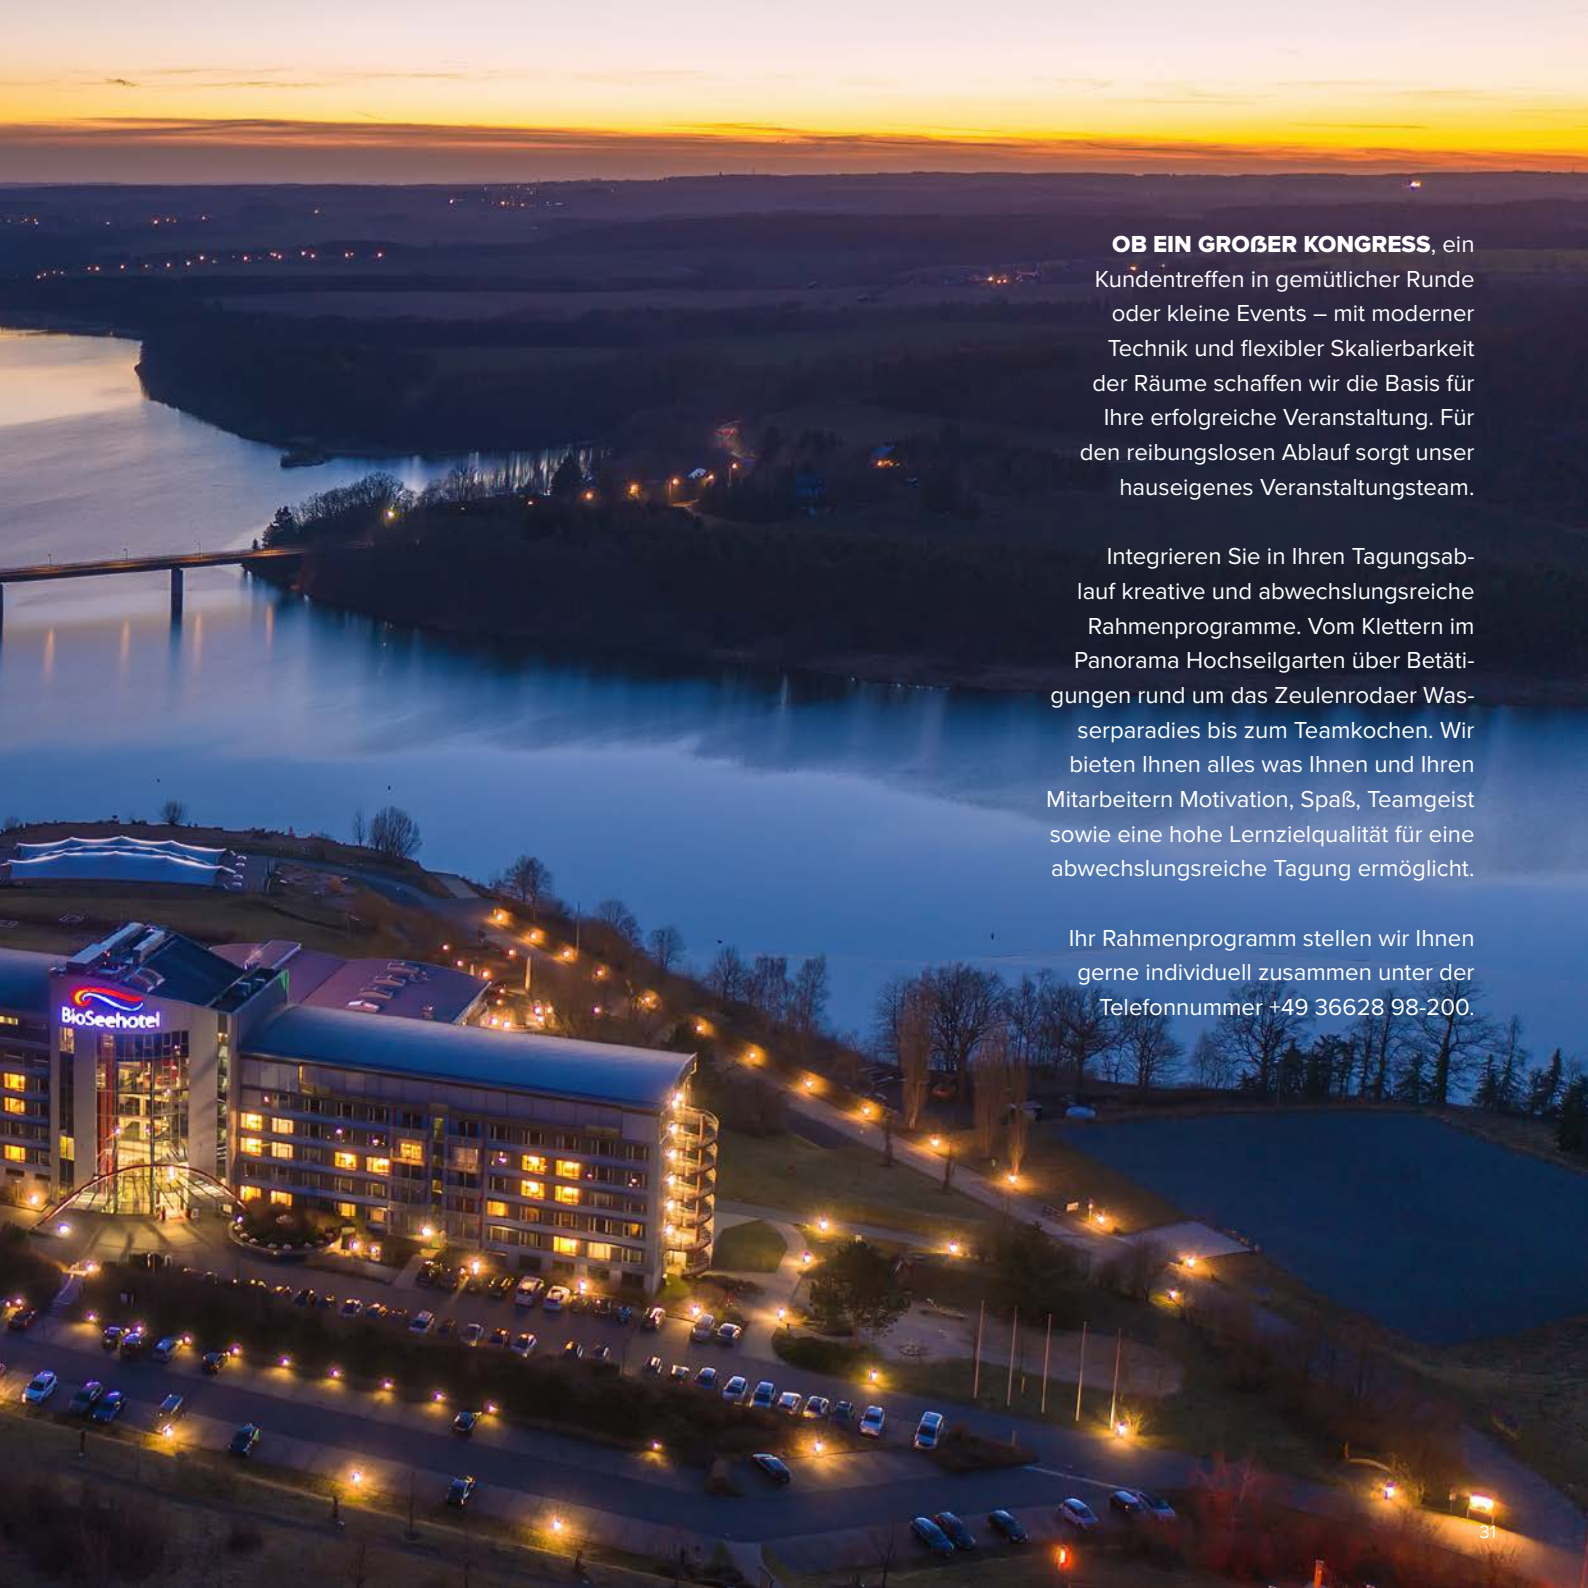 OB EIN GROẞER KONGRESS, ein
Kundentreffen in gemütlicher Runde
oder kleine Events – mit moderner
Technik und flexibler Skalierbarkeit
der Räume schaffen wir die Basis für
Ihre erfolgreiche Veranstaltung. Für
den reibungslosen Ablauf sorgt unser
hauseigenes Veranstaltungsteam.
Integrieren Sie in Ihren Tagungsab-
lauf kreative und abwechslungsreiche
Rahmenprogramme. Vom Klettern im
Panorama Hochseilgarten über Betäti-
gungen rund um das Zeulenrodaer Was-
serparadies bis zum Teamkochen. Wir
bieten Ihnen alles was Ihnen und Ihren
Mitarbeitern Motivation, Spaß, Teamgeist
sowie eine hohe Lernzielqualität für eine
abwechslungsreiche Tagung ermöglicht.
Ihr Rahmenprogramm stellen wir Ihnen
gerne individuell zusammen unter der
Telefonnummer +49 36628 98-200.
BioSeehotel
31